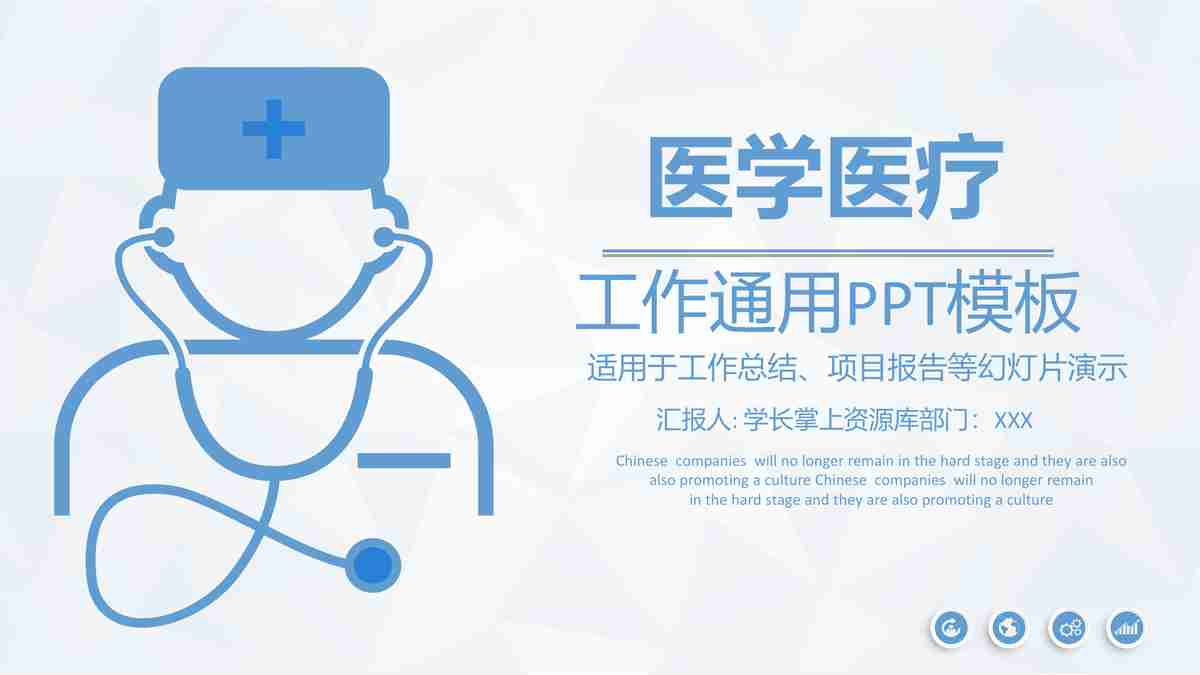 医学医疗
工作通用PPT模板
适用于工作总结、项目报告等幻灯片演示
汇报人: 学长掌上资源库部门：XXX
Chinese companies will no longer remain in the hard stage and they are also
also promoting a culture Chinese companies will no longer remain
in the hard stage and they are also promoting a culture